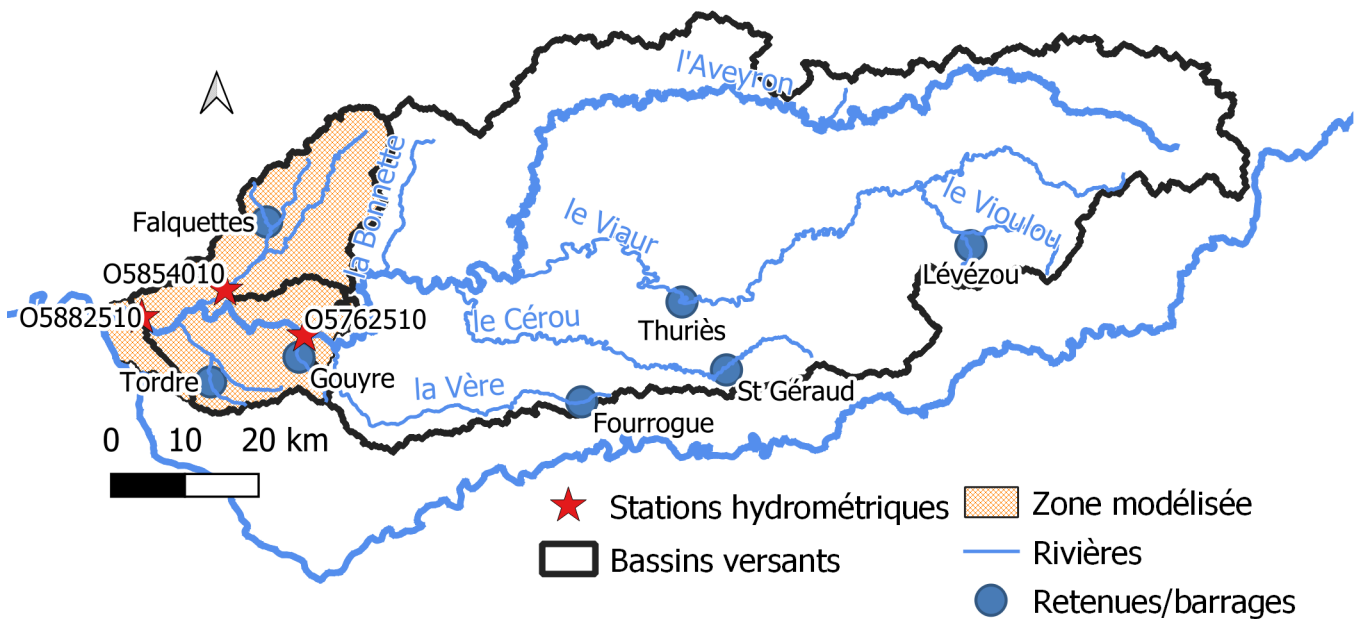 l'Aveyron
la Bonnette
le Vioulou
Falquettes
le Viaur
O5854010
Lévézou
O5882510
O5762510
le Cérou
Thuriès
Tordre
Gouyre
la Vère
St Géraud
Fourrogue
0 10 20 km
Stations hydrométriques
Zone modélisée
Bassins versants
Rivières
Retenues/barrages